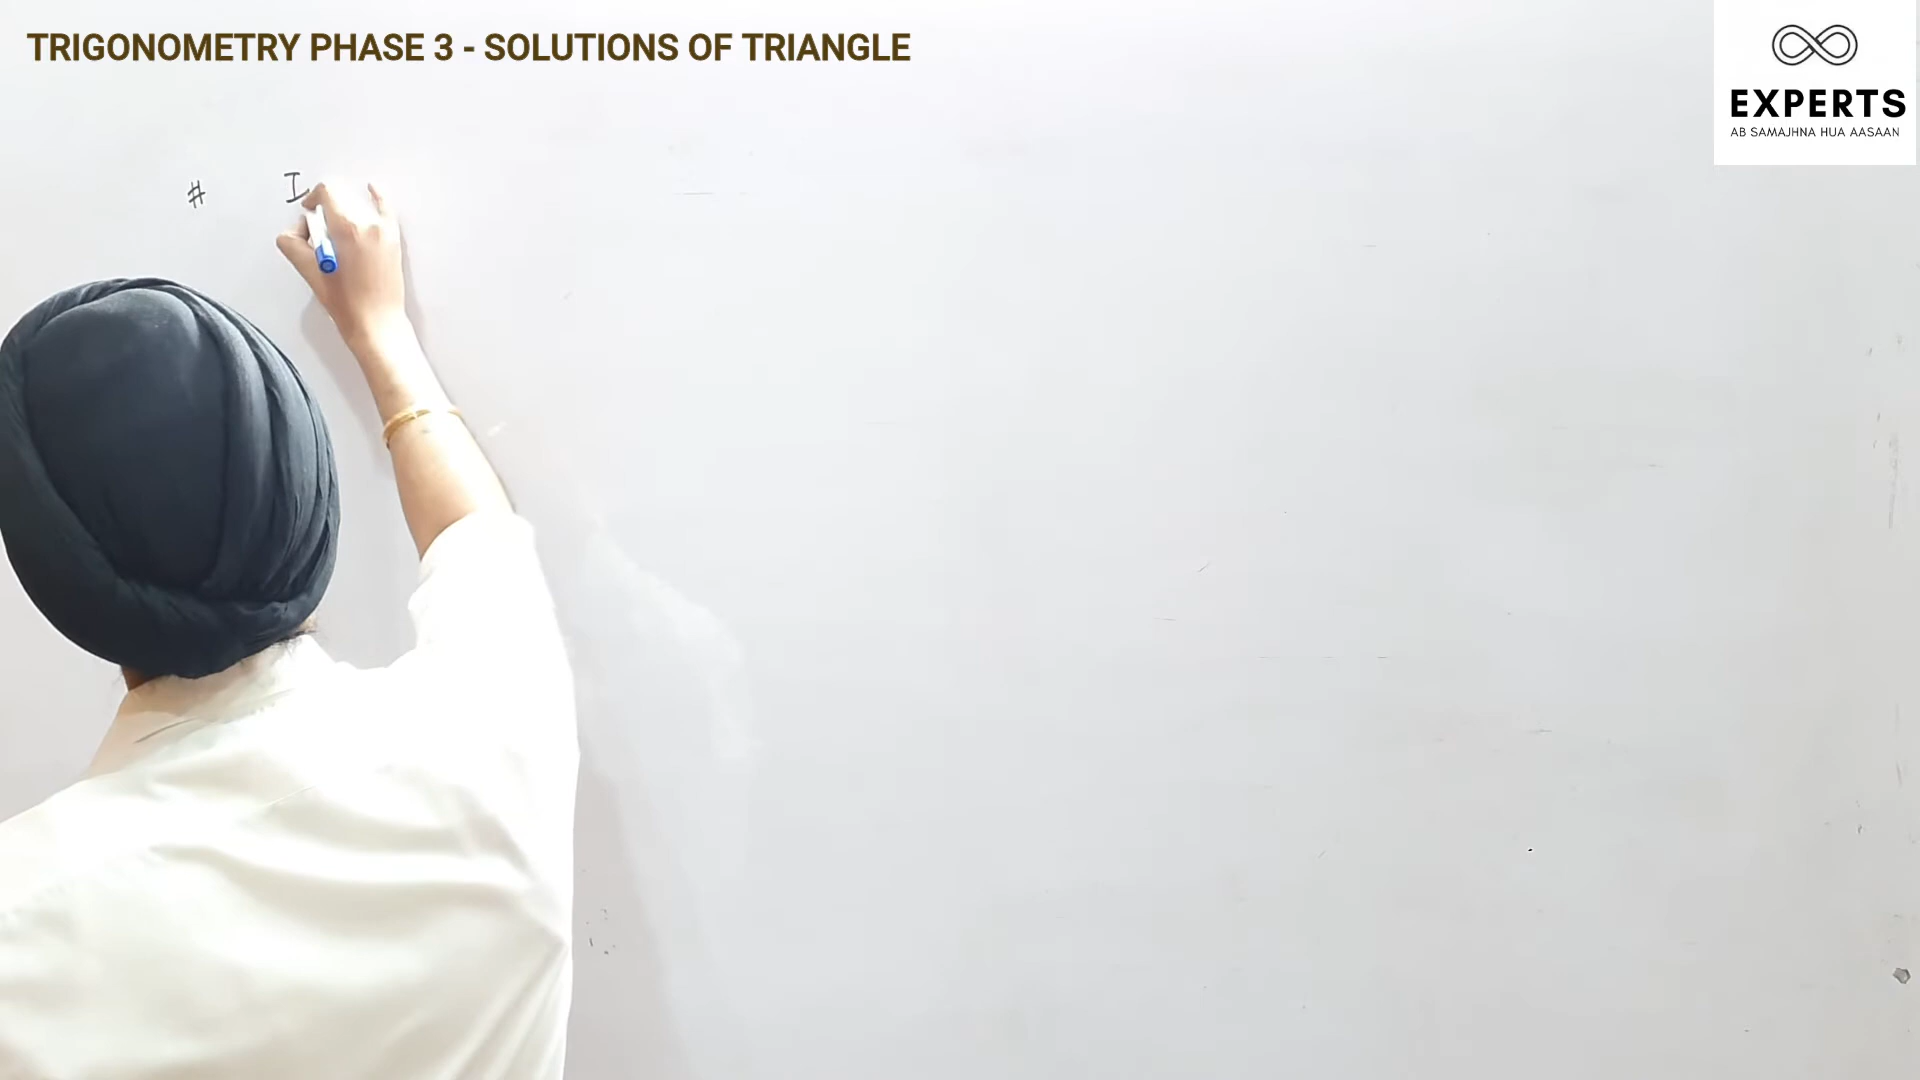 TRIGONOMETRY PHASE 3 - SOLUTIONS OF TRIANGLE
EXPERTS
AB SAMAJHNA HUA AASAAN
# I